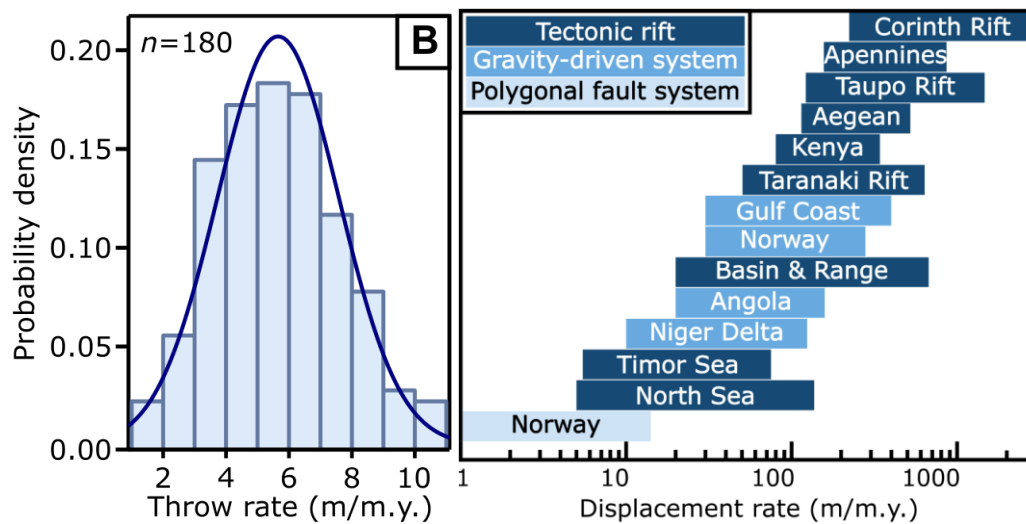 n=180
B
Probability density
0.20
0.15
0.10
0.05
0.00
2
4
6
8
10
Throw rate (m/m.y.)
Tectonic rift
Gravity-driven system
Polygonal fault system
Corinth Rift
Apennines
Taupo Rift
Aegean
Kenya
Taranaki Rift
Gulf Coast
Norway
Basin & Range
Angola
Niger Delta
Timor Sea
North Sea
Norway
1
10
100
1000
Displacement rate (m/m.y.)